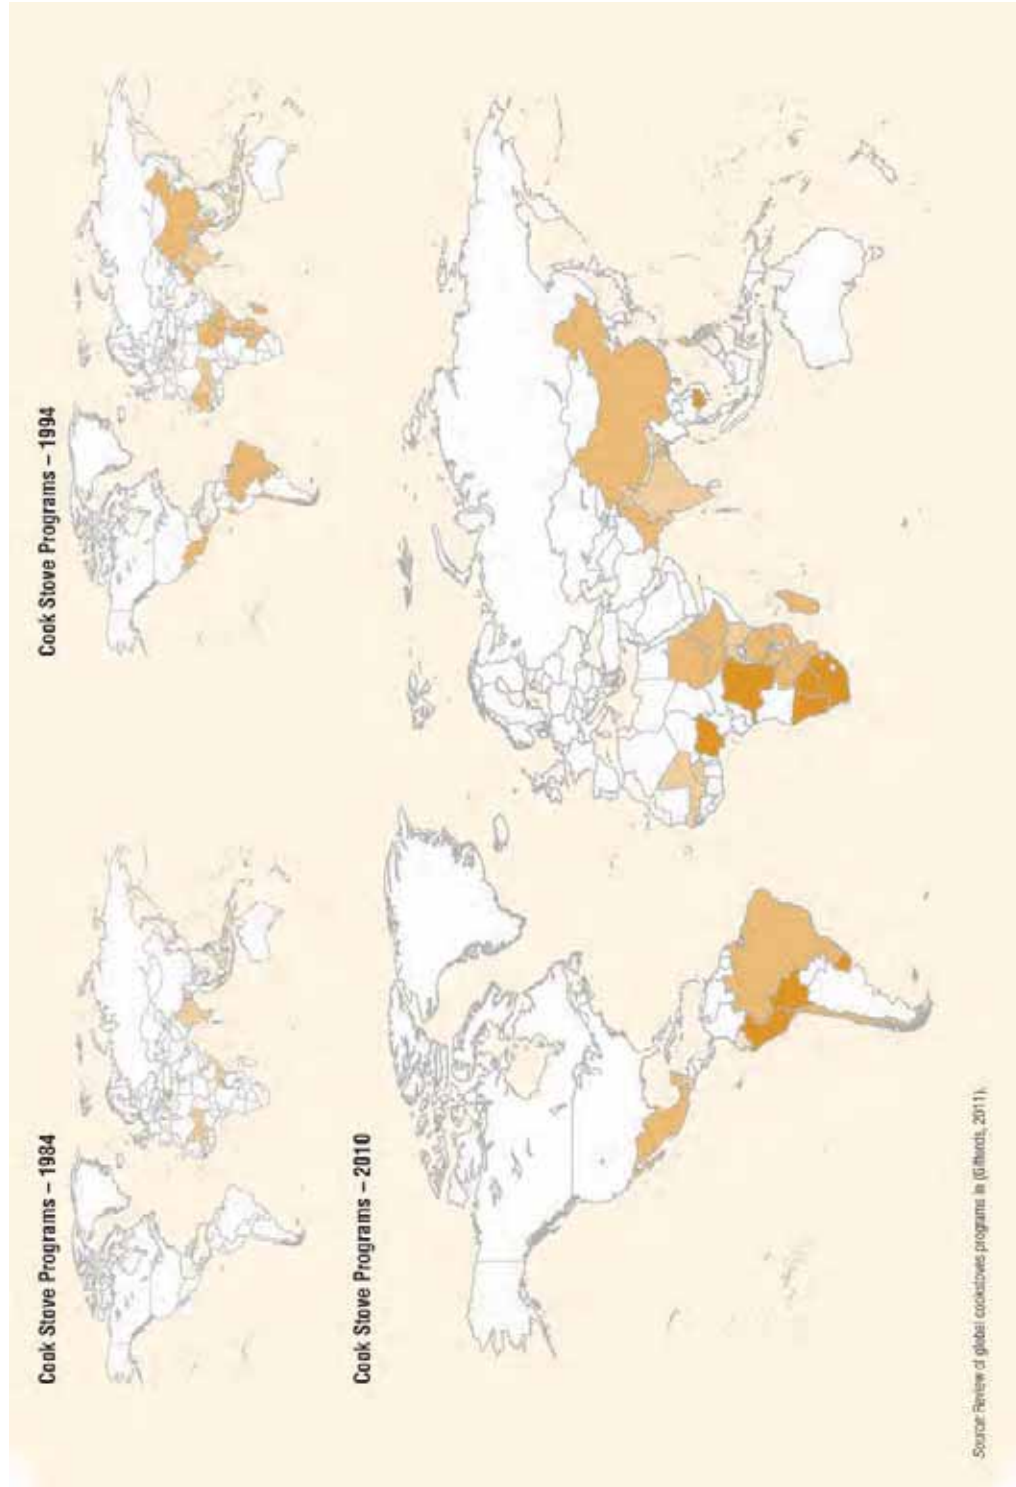 Cook Stove Programs – 1984
Cook Stove Programs – 1994
Cook Stove Programs – 2010
Source: Review of global cookstoves programs in (Gifford, 2011).